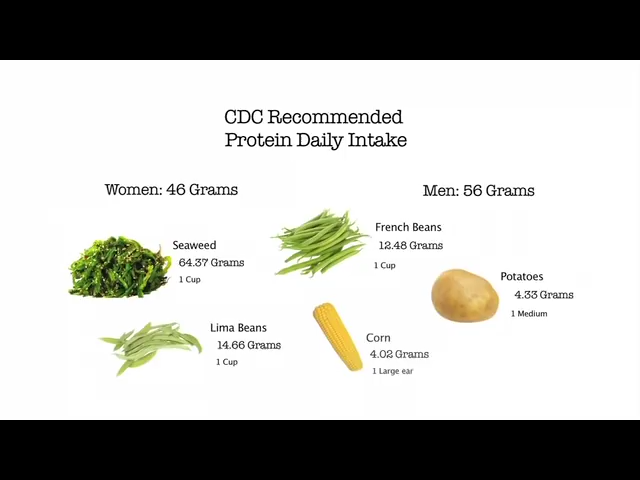 CDC Recommended
Protein Daily Intake
Women: 46 Grams
Men: 56 Grams
Seaweed
64.37 Grams
1 Cup
French Beans
12.48 Grams
1 Cup
Potatoes
4.33 Grams
1 Medium
Lima Beans
14.66 Grams
1 Cup
Corn
4.02 Grams
1 Large ear